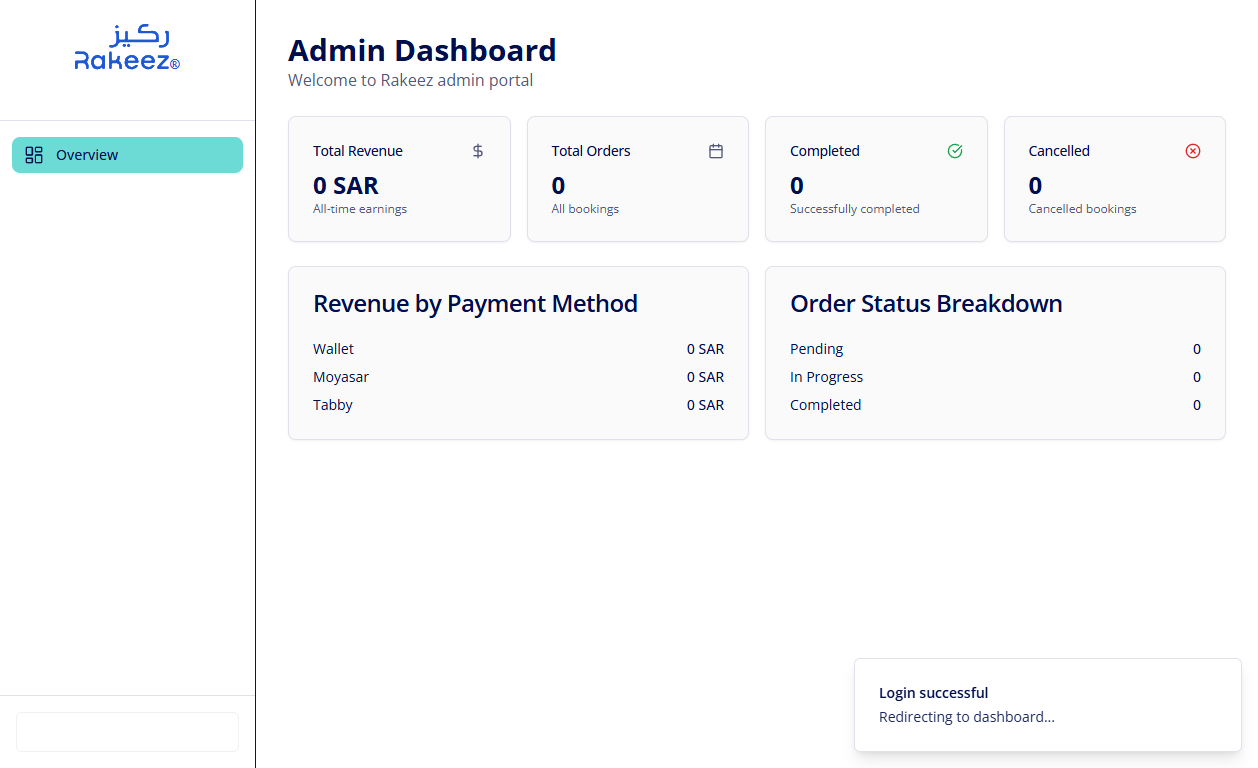 ركيز
Rakeez®
Overview
Admin Dashboard
Welcome to Rakeez admin portal
Total Revenue
0 SAR
All-time earnings
Total Orders
0
All bookings
Completed
0
Successfully completed
Cancelled
0
Cancelled bookings
Revenue by Payment Method
Wallet 0 SAR
Moyasar 0 SAR
Tabby 0 SAR
Order Status Breakdown
Pending 0
In Progress 0
Completed 0
Login successful
Redirecting to dashboard...